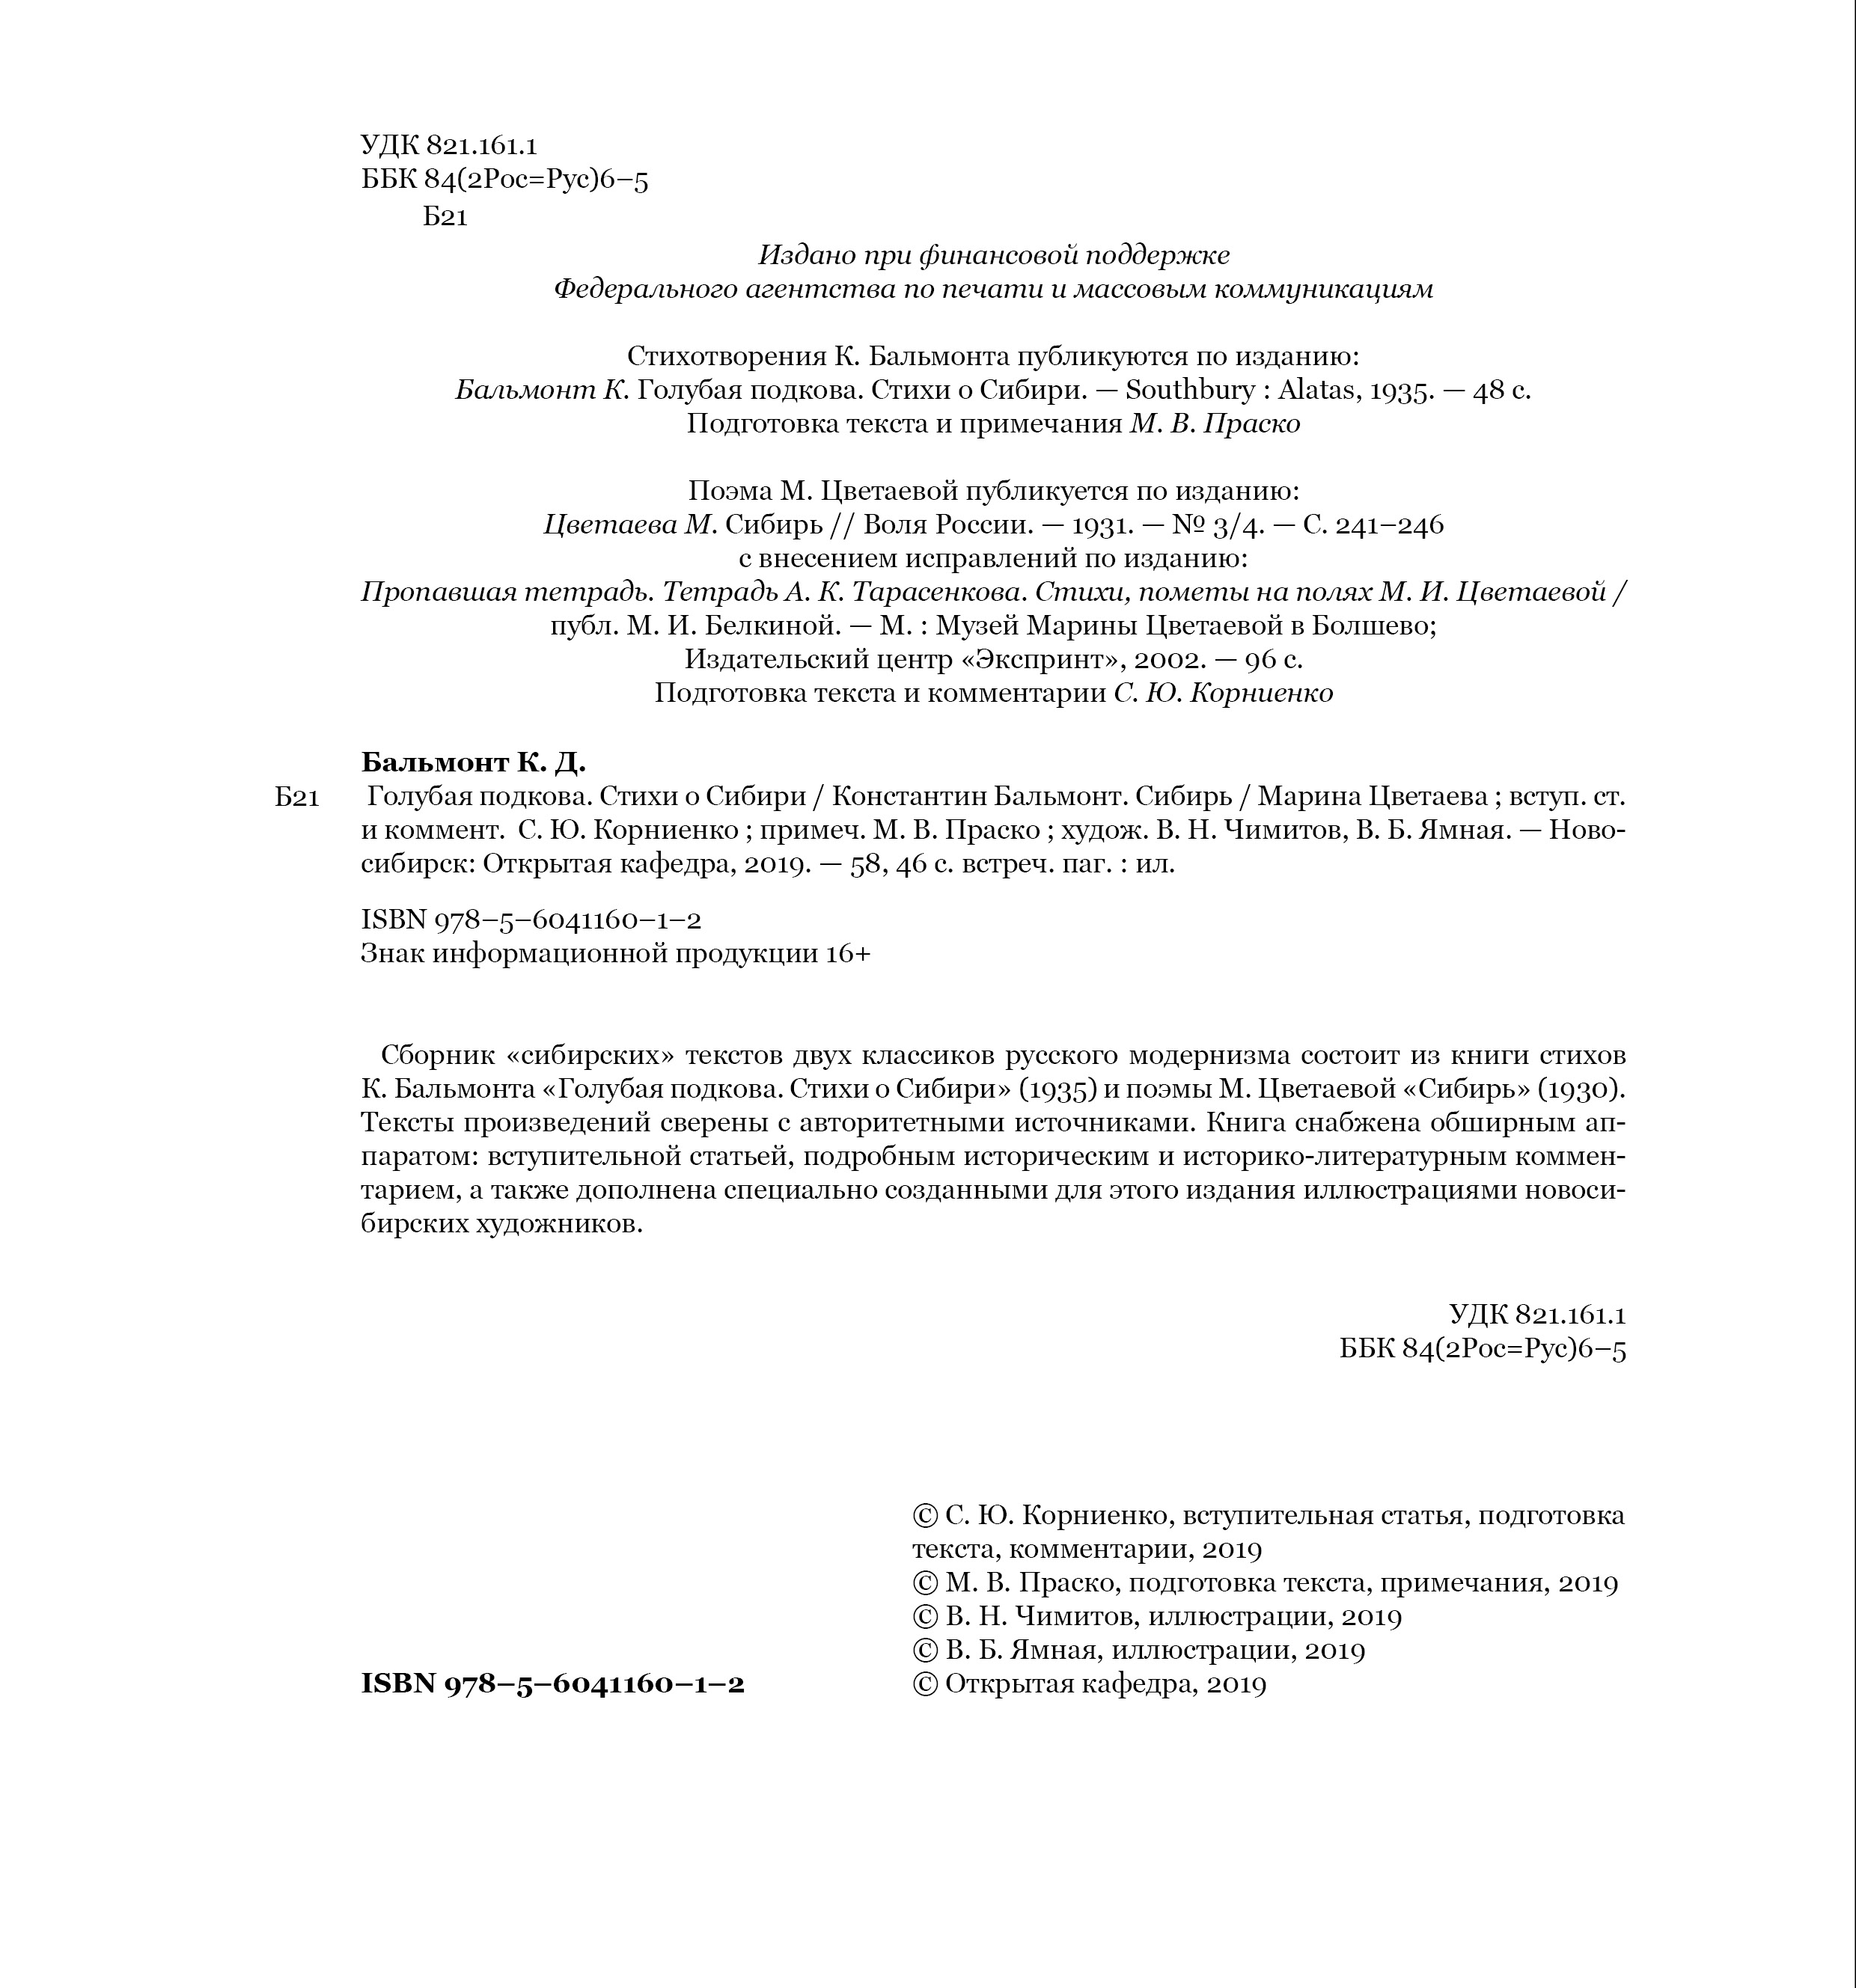 УДК 821.161.1
ББК 84(2Рос=Рус)6–5
Б21
Издано при финансовой поддержке
Федерального агентства по печати и массовым коммуникациям
Стихотворения К. Бальмонта публикуются по изданию:
Бальмонт К. Голубая подкова. Стихи о Сибири. — Southbury : Alatas, 1935. — 48 с.
Подготовка текста и примечания М. В. Праско
Поэма М. Цветаевой публикуется по изданию:
Цветаева М. Сибирь // Воля России. — 1931. — № 3/4. — С. 241–246
с внесением исправлений по изданию:
Пропавшая тетрадь. Тетрадь А. К. Тарасенкова. Стихи, пометы на полях М. И. Цветаевой /
публ. М. И. Белкиной. — М. : Музей Марины Цветаевой в Болшево;
Издательский центр «Экспринт», 2002. — 96 с.
Подготовка текста и комментарии С. Ю. Корниенко
Бальмонт К. Д.
Б21 Голубая подкова. Стихи о Сибири / Константин Бальмонт. Сибирь / Марина Цветаева ; вступ. ст.
и коммент. С. Ю. Корниенко ; примеч. М. В. Праско ; худож. В. Н. Чимитов, В. Б. Ямная. — Ново-
сибирск: Открытая кафедра, 2019. — 58, 46 с. встреч. паг. : ил.
ISBN 978–5–6041160–1–2
Знак информационной продукции 16+
Сборник «сибирских» текстов двух классиков русского модернизма состоит из книги стихов
К. Бальмонта «Голубая подкова. Стихи о Сибири» (1935) и поэмы М. Цветаевой «Сибирь» (1930).
Тексты произведений сверены с авторитетными источниками. Книга снабжена обширным ап-
паратом: вступительной статьей, подробным историческим и историко-литературным коммен-
тарием, а также дополнена специально созданными для этого издания иллюстрациями новоси-
бирских художников.
УДК 821.161.1
ББК 84(2Рос=Рус)6–5
© С. Ю. Корниенко, вступительная статья, подготовка
текста, комментарии, 2019
© М. В. Праско, подготовка текста, примечания, 2019
© В. Н. Чимитов, иллюстрации, 2019
© В. Б. Ямная, иллюстрации, 2019
ISBN 978–5–6041160–1–2 © Открытая кафедра, 2019